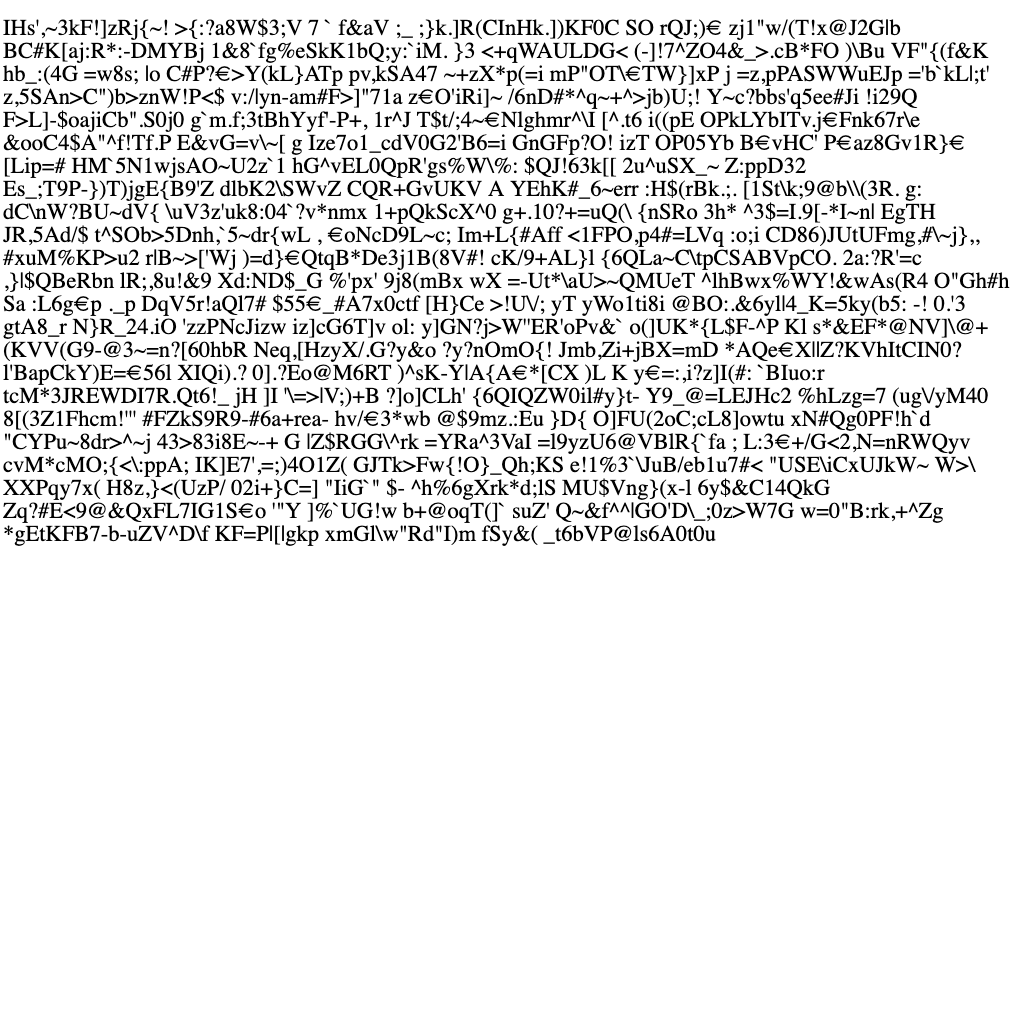 IHs',~3kF!]zRj{~! >{:?a8W$3;V 7 ` f&aV ;_ ;}k.]R(CInHk.])KF0C SO rQJ;)€ zj1"w/(T!x@J2G|b
BC#K[aj:R*:-DMYBj 1&8`fg%eSkK1bQ;y:`iM. }3 <+qWAULDG< (-]!7^ZO4&_>.cB*FO )\Bu VF"{(f&K
hb_:(4G =w8s; |o C#P?€>Y(kL}ATp pv,kSA47 ~+zX*p(=i mP"OT\€TW}]xP j =z,pPASWWuEJp ='b`kLl|;t'
z,5SAn>C")b>znW!P<$ v:/|yn-am#F>]"71a z€O'iRi]~ /6nD#*^q~+^>jb)U;! Y~c?bbs'q5ee#Ji !i29Q
F>L]-$oajiCb".S0j0 g`m.f;3tBhYyf'-P+, 1r^J T$t/;4~€NIghmr^\I [^.t6 i((pE OPkLYbITv.j€Fnk67r\e
&ooC4$A"^f!Tf.P E&vG=v\~[ g Ize7o1_cdV0G2'B6=i GnGFp?O! izT OP05Yb B€vHC' P€az8Gv1R}€
[Lip=# HM`5N1wjsAO~U2z`1 hG^vEL0QpR'gs%W\%: $QJ!63k[[ 2u^uSX_~ Z:ppD32
Es_;T9P-})T)jgE{B9'Z dlbK2\SWvZ CQR+GvUKV A YEhK#_6~err :H$(rBk.;. [1St\k;9@b\\(3R. g:
dC\nW?BU~dV{ \uV3z'uk8:04`?v*nmx 1+pQkScX^0 g+.10?+=uQ(\ {nSRo 3h* ^3$=I.9[-*I~n| EgTH
JR,5Ad/$ t^SOb>5Dnh,`5~dr{wL , €oNcD9L~c; Im+L{#Aff <1FPO,p4#=LVq :o;i CD86)JUtUFmg,#\~j},,
#xuM%KP>u2 r|B~>['Wj )=d}€QtqB*De3j1B(8V#! cK/9+AL}l {6QLa~C\tpCSABVpCO. 2a:?R'=c
,}|$QBeRbn lR;,8u!&9 Xd:ND$_G %'px' 9j8(mBx wX =-Ut*\aU>~QMUeT ^lhBwx%WY!&wAs(R4 O"Gh#h
Sa :L6g€p ._p DqV5r!aQl7# $55€_#A7x0ctf [H}Ce >!U\/; yT yWo1ti8i @BO:.&6yl|4_K=5ky(b5: -! 0.'3
gtA8_r N}R_24.iO 'zzPNcJizw iz]cG6T]v ol: y]GN?j>W"ER'oPv&` o(]UK*{L$F-^P Kl s*&EF*@NV]\@+
(KVV(G9-@3~=n?[60hbR Neq,[HzyX/.G?y&o ?y?nOmO{! Jmb,Zi+jBX=mD *AQe€X||Z?KVhItCIN0?
l'BapCkY)E=€56l XIQi).? 0].?Eo@M6RT )^sK-Y|A{A€*[CX )L K y€=:,i?z]I(#: `BIuo:r
tcM*3JREWDI7R.Qt6!_ jH ]I '\=>|V;)+B ?]o]CLh' {6QIQZW0il#y}t- Y9_@=LEJHc2 %hLzg=7 (ug\/yM40
8[(3Z1Fhcm!'" #FZkS9R9-#6a+rea- hv/€3*wb @$9mz.:Eu }D{ O]FU(2oC;cL8]owtu xN#Qg0PF!h`d
"CYPu~8dr>^~j 43>83i8E~-+ G |Z$RGG\^rk =YRa^3VaI =l9yzU6@VBlR{`fa ; L:3€+/G<2,N=nRWQyv
cvM*cMO;{<\:ppA; IK]E7',=;)4O1Z( GJTk>Fw{!O}_Qh;KS e!1%3`\JuB/eb1u7#< "USE\iCxUJkW~ W>\
XXPqy7x( H8z,}<(UzP/ 02i+}C=] "IiG`" $- ^h%6gXrk*d;lS MU$Vng}(x-l 6y$&C14QkG
Zq?#E<9@&QxFL7IG1S€o '"Y ]%`UG!w b+@oqT(]` suZ' Q~&f^^|GO'D\_;0z>W7G w=0"B:rk,+^Zg
*gEtKFB7-b-uZV^D\f KF=P|[|gkp xmGl\w"Rd"I)m fSy&( _t6bVP@ls6A0t0u